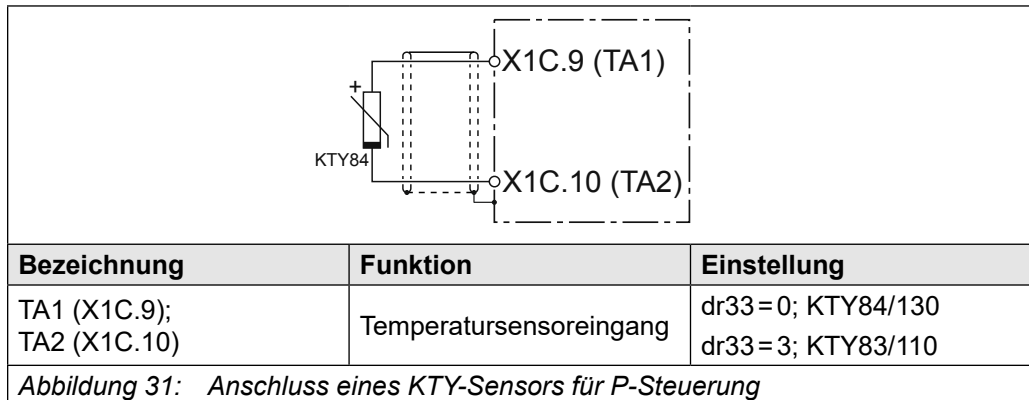 X1C.9 (TA1)
+
KTY84
X1C.10 (TA2)
Bezeichnung Funktion Einstellung
TA1 (X1C.9);
TA2 (X1C.10)
Temperatursensoreingang
dr33 = 0; KTY84/130
dr33 = 3; KTY83/110
Abbildung 31: Anschluss eines KTY-Sensors für P-Steuerung